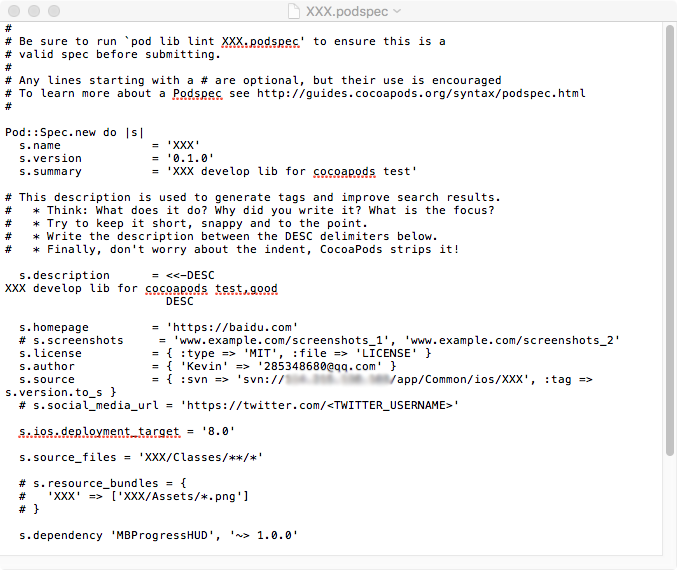 XXX.podspec
#
# Be sure to run `pod lib lint XXX.podspec' to ensure this is a
# valid spec before submitting.
#
# Any lines starting with a # are optional, but their use is encouraged
# To learn more about a Podspec see http://guides.cocoapods.org/syntax/podspec.html
#
Pod::Spec.new do |s|
  s.name             = 'XXX'
  s.version          = '0.1.0'
  s.summary          = 'XXX develop lib for cocoapods test'
# This description is used to generate tags and improve search results.
#   * Think: What does it do? Why did you write it? What is the focus?
#   * Try to keep it short, snappy and to the point.
#   * Write the description between the DESC delimiters below.
#   * Finally, don't worry about the indent, CocoaPods strips it!
  s.description      = <<-DESC
XXX develop lib for cocoapods test,good
                       DESC
  s.homepage         = 'https://baidu.com'
  # s.screenshots     = 'www.example.com/screenshots_1', 'www.example.com/screenshots_2'
  s.license          = { :type => 'MIT', :file => 'LICENSE' }
  s.author           = { 'Kevin' => '285348680@qq.com' }
  s.source           = { :svn => 'svn:///app/Common/ios/XXX', :tag =>
s.version.to_s }
  # s.social_media_url = 'https://twitter.com/<TWITTER_USERNAME>'
  s.ios.deployment_target = '8.0'
  s.source_files = 'XXX/Classes/**/*'
  # s.resource_bundles = {
  #   'XXX' => ['XXX/Assets/*.png']
  # }
  s.dependency 'MBProgressHUD', '~> 1.0.0'